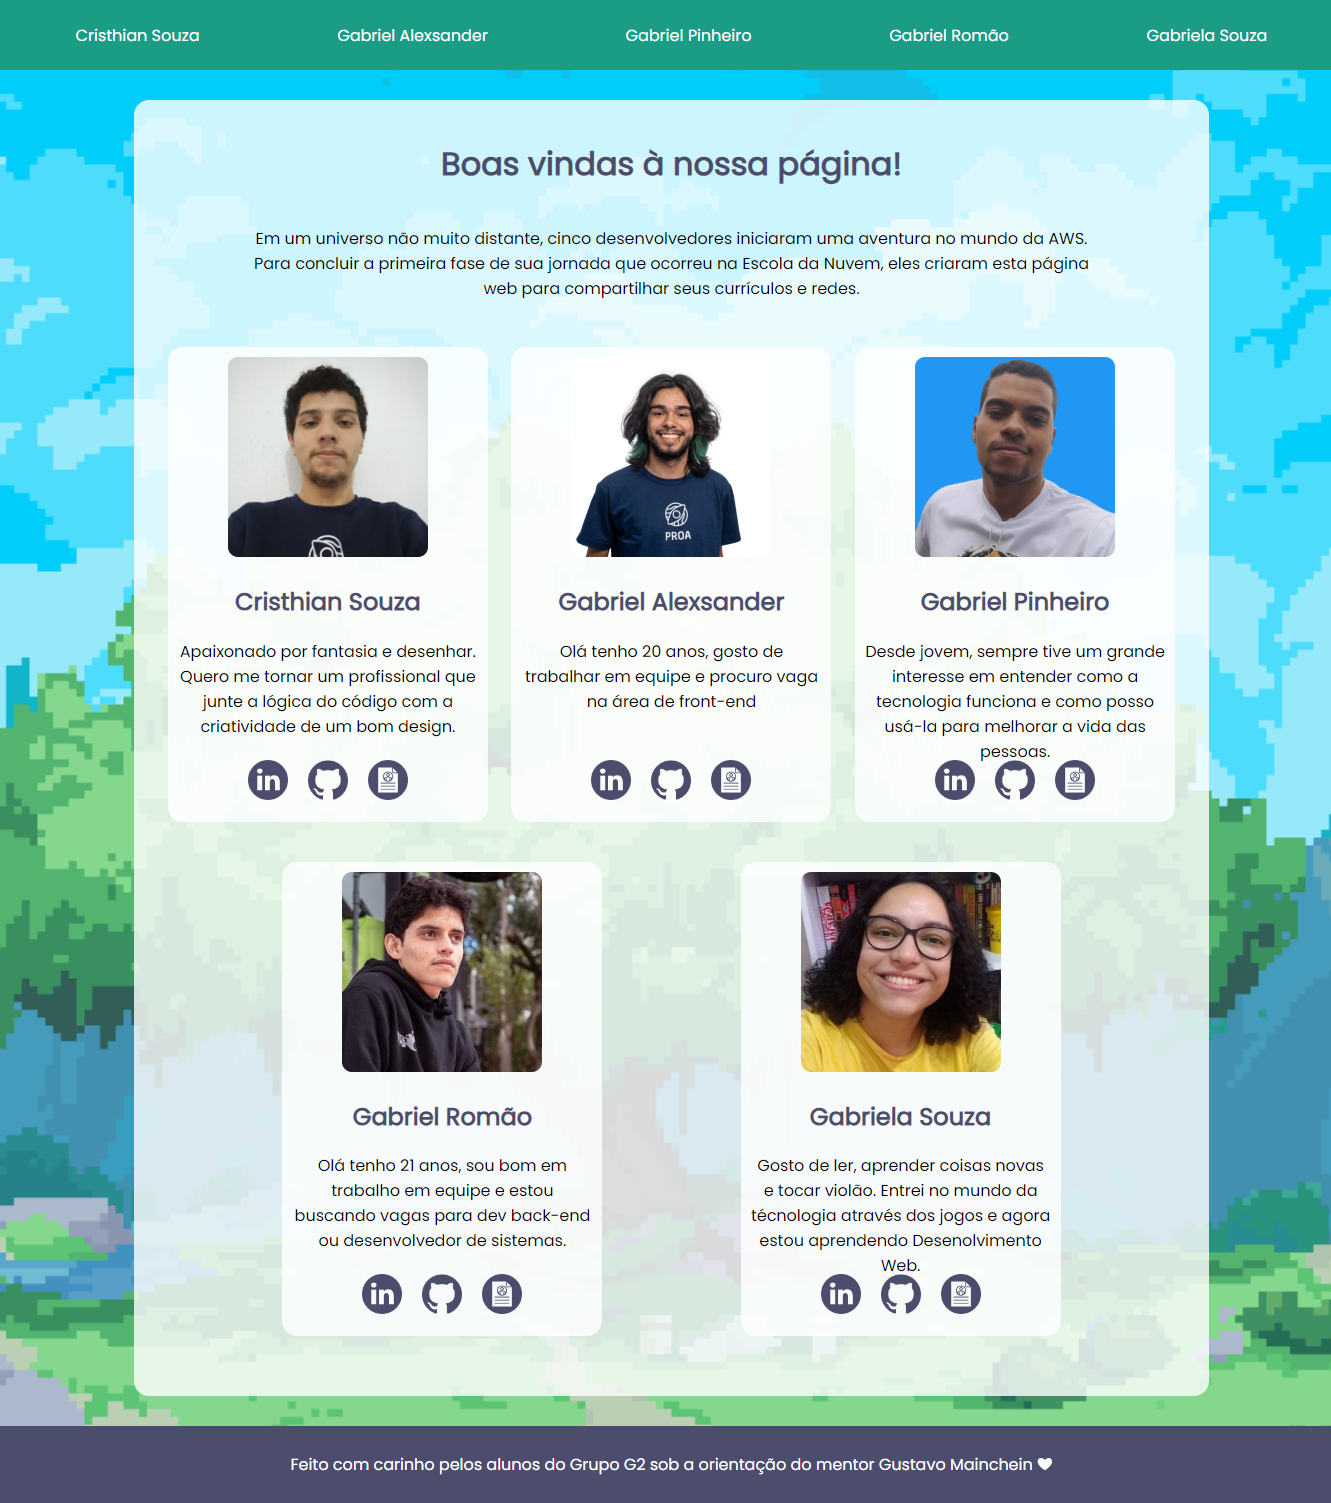 Cristhian Souza
Gabriel Alexsander
Gabriel Pinheiro
Gabriel Romão
Gabriela Souza
Boas vindas à nossa página!
Em um universo não muito distante, cinco desenvolvedores iniciaram uma aventura no mundo da AWS.
Para concluir a primeira fase de sua jornada que ocorreu na Escola da Nuvem, eles criaram esta página
web para compartilhar seus currículos e redes.
PROA
Cristhian Souza
Apaixonado por fantasia e desenhar.
Quero me tornar um profissional que
junte a lógica do código com a
criatividade de um bom design.
in
Gabriel Alexsander
Olá tenho 20 anos, gosto de
trabalhar em equipe e procuro vaga
na área de front-end
in
Gabriel Pinheiro
Desde jovem, sempre tive um grande
interesse em entender como a
tecnologia funciona e como posso
usá-la para melhorar a vida das
pessoas.
in
Gabriel Romão
Olá tenho 21 anos, sou bom em
trabalho em equipe e estou
buscando vagas para dev back-end
ou desenvolvedor de sistemas.
in
Gabriela Souza
Gosto de ler, aprender coisas novas
e tocar violão. Entrei no mundo da
técnologia através dos jogos e agora
estou aprendendo Desenolvimento
Web.
in
Feito com carinho pelos alunos do Grupo G2 sob a orientação do mentor Gustavo Mainchein ♥